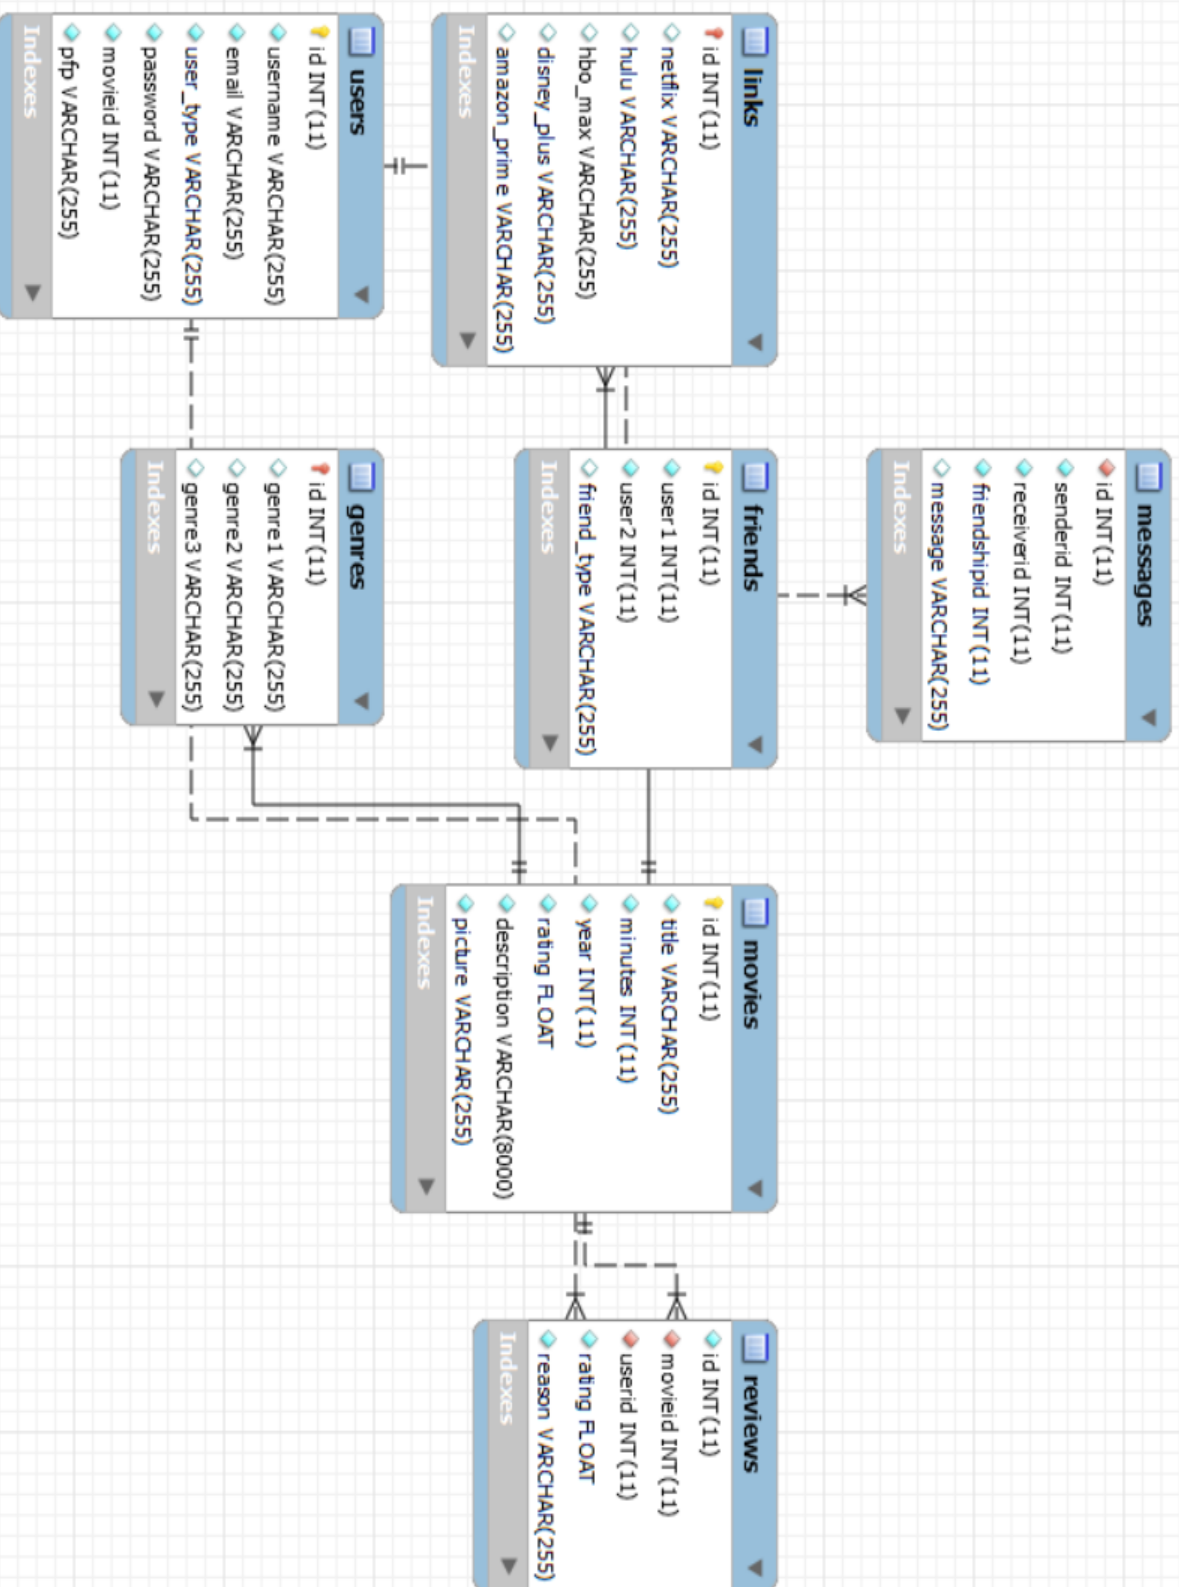 messages
id INT(11)
senderid INT(11)
receiverid INT(11)
friendshipid INT(11)
message VARCHAR(255)
Indexes
links
id INT(11)
netflix VARCHAR(255)
hulu VARCHAR(255)
hbo_max VARCHAR(255)
disney_plus VARCHAR(255)
amazon_prime VARCHAR(255)
Indexes
friends
id INT(11)
user1 INT(11)
user2 INT(11)
friend_type VARCHAR(255)
Indexes
movies
id INT(11)
title VARCHAR(255)
minutes INT(11)
year INT(11)
rating FLOAT
description VARCHAR(8000)
picture VARCHAR(255)
Indexes
reviews
id INT(11)
movieid INT(11)
userid INT(11)
rating FLOAT
reason VARCHAR(255)
Indexes
users
id INT(11)
username VARCHAR(255)
email VARCHAR(255)
user_type VARCHAR(255)
password VARCHAR(255)
movieid INT(11)
pfp VARCHAR(255)
Indexes
genres
id INT(11)
genre1 VARCHAR(255)
genre2 VARCHAR(255)
genre3 VARCHAR(255)
Indexes